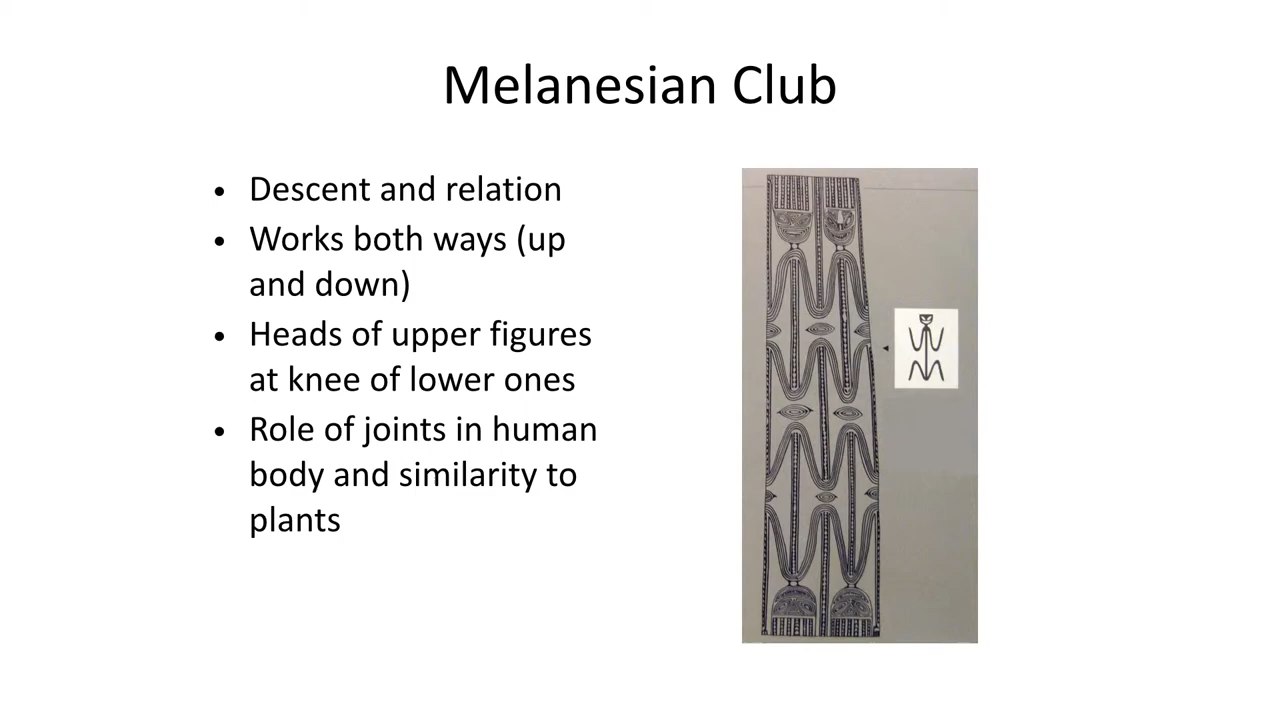 Melanesian Club
• Descent and relation
• Works both ways (up
and down)
• Heads of upper figures
at knee of lower ones
• Role of joints in human
body and similarity to
plants